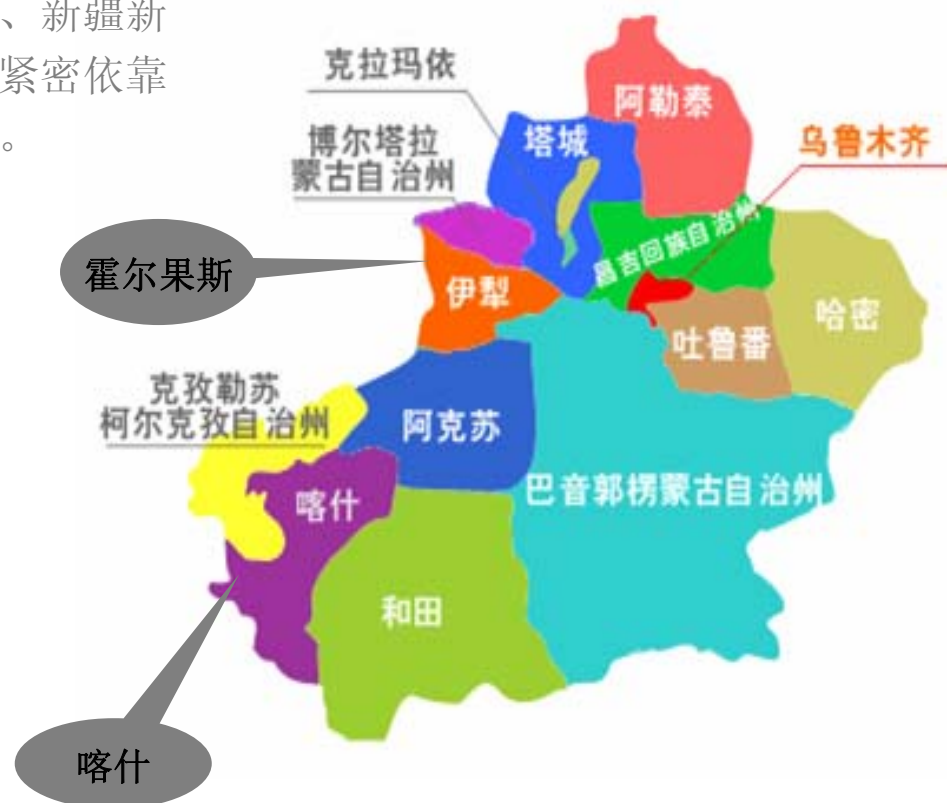 、新疆新
紧密依靠
。
克拉玛依
阿勒泰
塔城
乌鲁木齐
博尔塔拉
蒙古自治州
昌吉回族自治州
霍尔果斯
伊犁
哈密
吐鲁番
克孜勒苏
柯尔克孜自治州
阿克苏
巴音郭楞蒙古自治州
喀什
和田
喀什